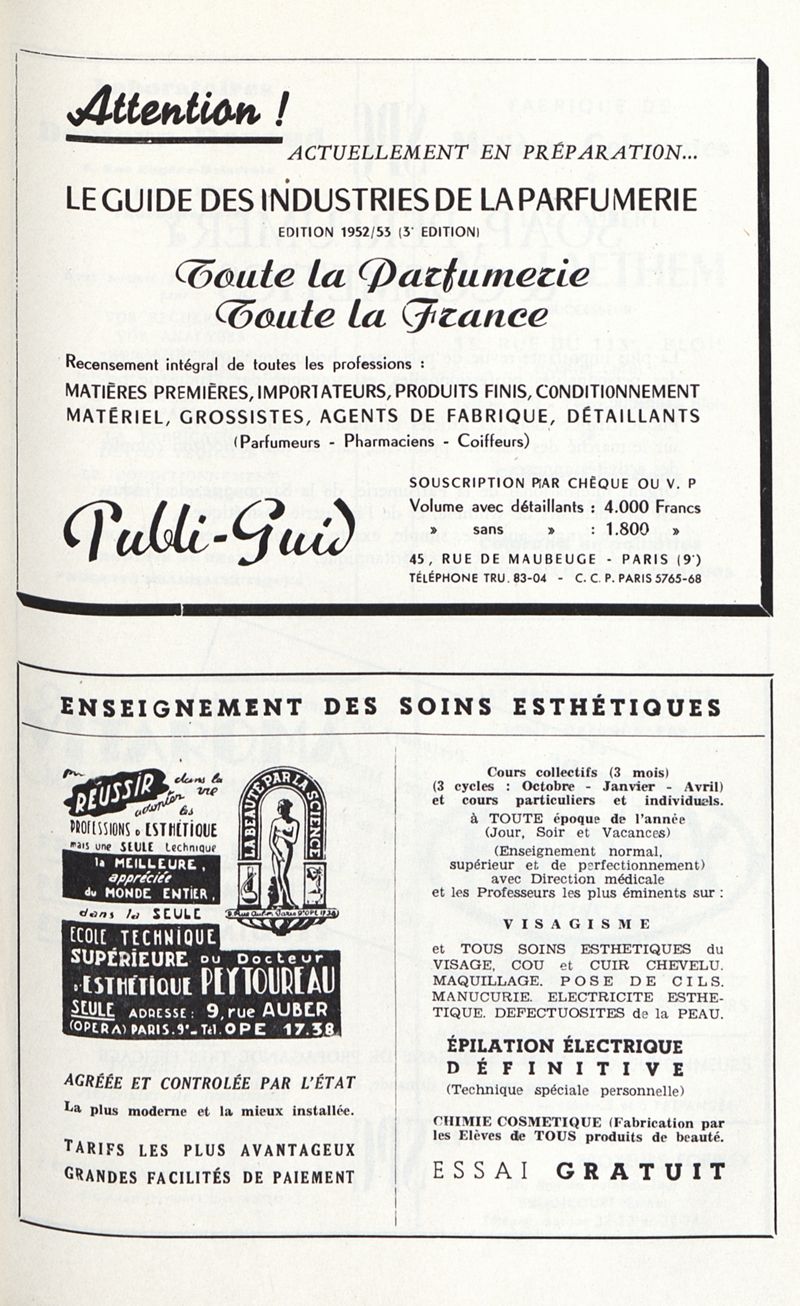 Attention !
ACTUELLEMENT EN PRÉPARATION...
LE GUIDE DES INDUSTRIES DE LA PARFUMERIE
EDITION 1952/53 (3e EDITION)
Toute la Parfumerie
Toute la France
Recensement intégral de toutes les professions :
MATIÈRES PREMIÈRES, IMPORTATEURS, PRODUITS FINIS, CONDITIONNEMENT
MATÉRIEL, GROSSISTES, AGENTS DE FABRIQUE, DÉTAILLANTS
(Parfumeurs - Pharmaciens - Coiffeurs)
Publi-Guid
SOUSCRIPTION PAR CHÊQUE OU V. P
Volume avec détaillants : 4.000 Francs
» sans » : 1.800 »
45, RUE DE MAUBEUGE - PARIS (9e)
TÉLÉPHONE TRU. 83-04 - C. C. P. PARIS 5765-68
ENSEIGNEMENT DES SOINS ESTHÉTIQUES
pour RÉUSSIR dans la vie
adoptez les
PROFESSIONS D'ESTHÉTIQUE
mais une SEULE technique
la MEILLEURE,
appréciée
du MONDE ENTIER,
dans la SEULE
ECOLE TECHNIQUE
SUPÉRIEURE DU Docteur
D'ESTHÉTIQUE PEYTOUREAU
SEULE ADRESSE : 9, rue AUBER
(OPERA) PARIS.9e - Tél. OPE 17.38
LA BEAUTE PAR LA SCIENCE
9 Rue Auber Paris 9e OPE 17.38
AGRÉÉE ET CONTROLÉE PAR L'ÉTAT
La plus moderne et la mieux installée.
TARIFS LES PLUS AVANTAGEUX
GRANDES FACILITÉS DE PAIEMENT
Cours collectifs (3 mois)
(3 cycles : Octobre - Janvier - Avril)
et cours particuliers et individuels.
à TOUTE époque de l'année
(Jour, Soir et Vacances)
(Enseignement normal,
supérieur et de perfectionnement)
avec Direction médicale
et les Professeurs les plus éminents sur :
VISAGISME
et TOUS SOINS ESTHETIQUES du
VISAGE, COU et CUIR CHEVELU.
MAQUILLAGE. POSE DE CILS.
MANUCURIE. ELECTRICITE ESTHE-
TIQUE. DEFECTUOSITES de la PEAU.
ÉPILATION ÉLECTRIQUE
DÉFINITIVE
(Technique spéciale personnelle)
CHIMIE COSMETIQUE (Fabrication par
les Elèves de TOUS produits de beauté.
ESSAI GRATUIT